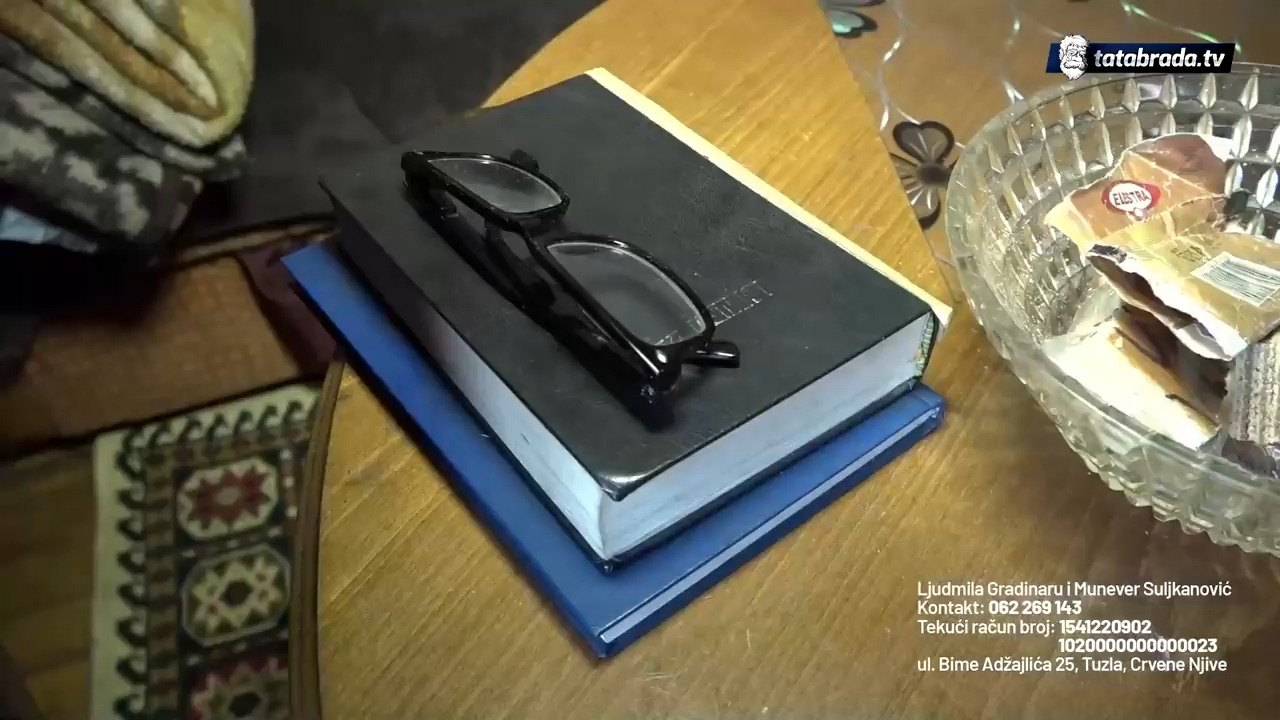 tatabrada.tv
ELESTRA
Ljudmila Gradinaru i Munever Suljkanović
Kontakt: 062 269 143
Tekući račun broj: 1541220902
1020000000000023
ul. Bime Adžajlića 25, Tuzla, Crvene Njive